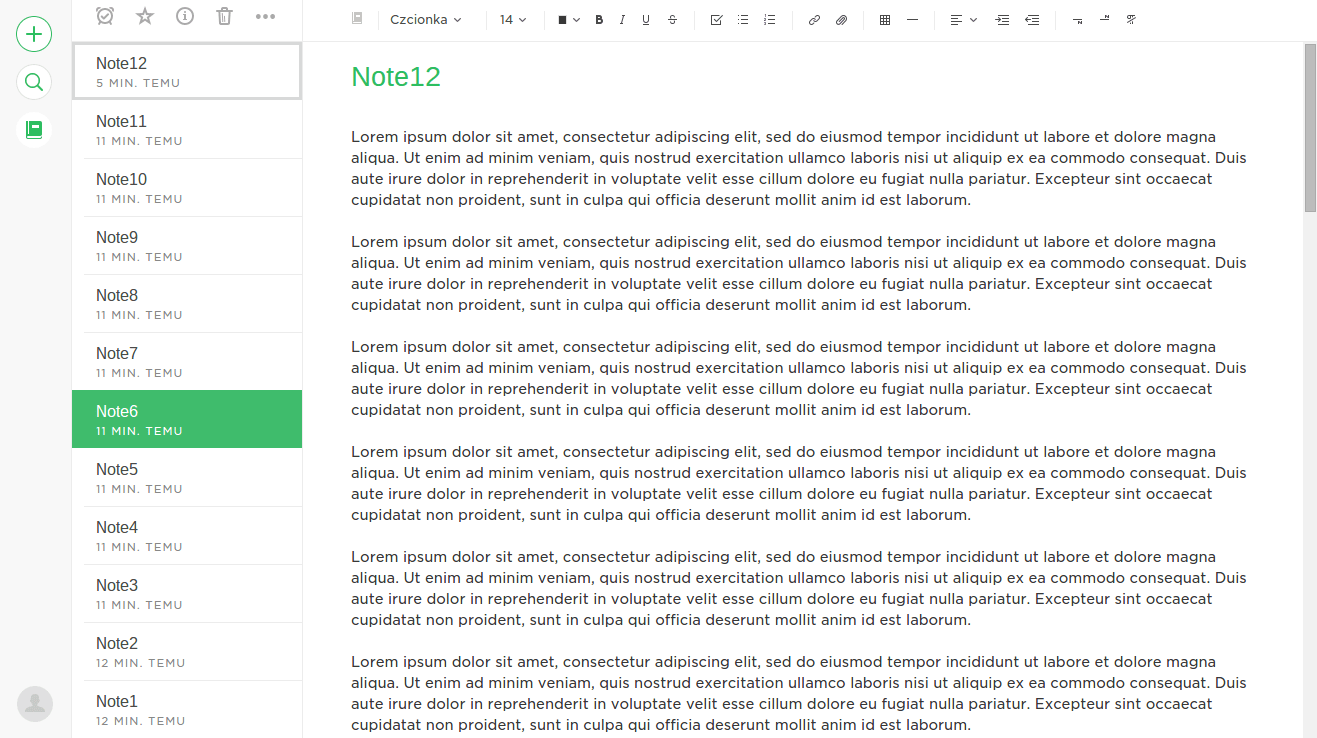 Czcionka
14
B
I
U
S
Note12
5 MIN. TEMU
Note11
11 MIN. TEMU
Note10
11 MIN. TEMU
Note9
11 MIN. TEMU
Note8
11 MIN. TEMU
Note7
11 MIN. TEMU
Note6
11 MIN. TEMU
Note5
11 MIN. TEMU
Note4
11 MIN. TEMU
Note3
11 MIN. TEMU
Note2
12 MIN. TEMU
Note1
12 MIN. TEMU
Note12
Lorem ipsum dolor sit amet, consectetur adipiscing elit, sed do eiusmod tempor incididunt ut labore et dolore magna
aliqua. Ut enim ad minim veniam, quis nostrud exercitation ullamco laboris nisi ut aliquip ex ea commodo consequat. Duis
aute irure dolor in reprehenderit in voluptate velit esse cillum dolore eu fugiat nulla pariatur. Excepteur sint occaecat
cupidatat non proident, sunt in culpa qui officia deserunt mollit anim id est laborum.
Lorem ipsum dolor sit amet, consectetur adipiscing elit, sed do eiusmod tempor incididunt ut labore et dolore magna
aliqua. Ut enim ad minim veniam, quis nostrud exercitation ullamco laboris nisi ut aliquip ex ea commodo consequat. Duis
aute irure dolor in reprehenderit in voluptate velit esse cillum dolore eu fugiat nulla pariatur. Excepteur sint occaecat
cupidatat non proident, sunt in culpa qui officia deserunt mollit anim id est laborum.
Lorem ipsum dolor sit amet, consectetur adipiscing elit, sed do eiusmod tempor incididunt ut labore et dolore magna
aliqua. Ut enim ad minim veniam, quis nostrud exercitation ullamco laboris nisi ut aliquip ex ea commodo consequat. Duis
aute irure dolor in reprehenderit in voluptate velit esse cillum dolore eu fugiat nulla pariatur. Excepteur sint occaecat
cupidatat non proident, sunt in culpa qui officia deserunt mollit anim id est laborum.
Lorem ipsum dolor sit amet, consectetur adipiscing elit, sed do eiusmod tempor incididunt ut labore et dolore magna
aliqua. Ut enim ad minim veniam, quis nostrud exercitation ullamco laboris nisi ut aliquip ex ea commodo consequat. Duis
aute irure dolor in reprehenderit in voluptate velit esse cillum dolore eu fugiat nulla pariatur. Excepteur sint occaecat
cupidatat non proident, sunt in culpa qui officia deserunt mollit anim id est laborum.
Lorem ipsum dolor sit amet, consectetur adipiscing elit, sed do eiusmod tempor incididunt ut labore et dolore magna
aliqua. Ut enim ad minim veniam, quis nostrud exercitation ullamco laboris nisi ut aliquip ex ea commodo consequat. Duis
aute irure dolor in reprehenderit in voluptate velit esse cillum dolore eu fugiat nulla pariatur. Excepteur sint occaecat
cupidatat non proident, sunt in culpa qui officia deserunt mollit anim id est laborum.
Lorem ipsum dolor sit amet, consectetur adipiscing elit, sed do eiusmod tempor incididunt ut labore et dolore magna
aliqua. Ut enim ad minim veniam, quis nostrud exercitation ullamco laboris nisi ut aliquip ex ea commodo consequat. Duis
aute irure dolor in reprehenderit in voluptate velit esse cillum dolore eu fugiat nulla pariatur. Excepteur sint occaecat
cupidatat non proident, sunt in culpa qui officia deserunt mollit anim id est laborum.